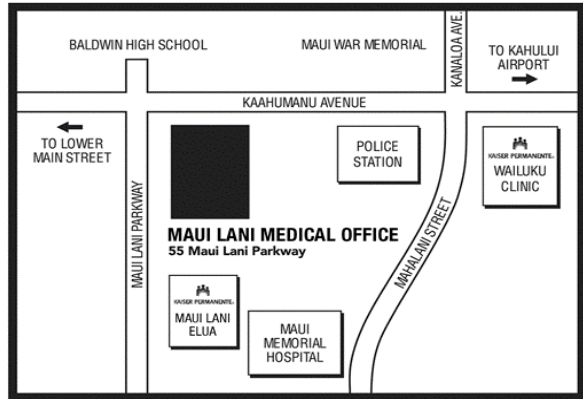 BALDWIN HIGH SCHOOL
MAUI WAR MEMORIAL
KANALOA AVE.
TO KAHULUI
AIRPORT
KAAHUMANU AVENUE
TO LOWER
MAIN STREET
POLICE
STATION
KAISER PERMANENTE®
WAILUKU
CLINIC
MAUI LANI PARKWAY
MAUI LANI MEDICAL OFFICE
55 Maui Lani Parkway
MAHALANI STREET
KAISER PERMANENTE®
MAUI LANI
ELUA
MAUI
MEMORIAL
HOSPITAL